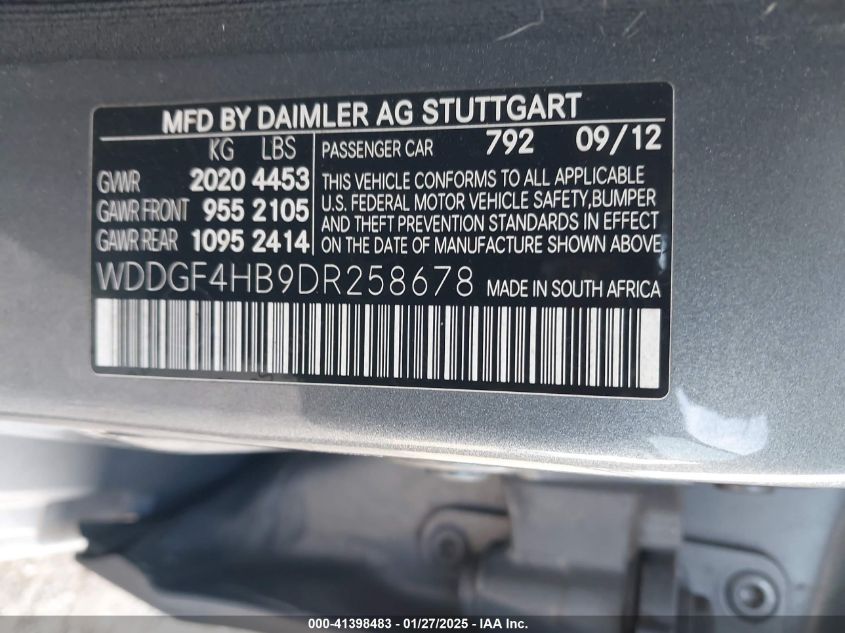 MFD BY DAIMLER AG STUTTGART
KG LBS
PASSENGER CAR 792 09/12
GVWR 2020 4453
GAWR FRONT 955 2105
GAWR REAR 1095 2414
THIS VEHICLE CONFORMS TO ALL APPLICABLE
U.S. FEDERAL MOTOR VEHICLE SAFETY,BUMPER
AND THEFT PREVENTION STANDARDS IN EFFECT
ON THE DATE OF MANUFACTURE SHOWN ABOVE.
WDDGF4HB9DR258678 MADE IN SOUTH AFRICA
000-41398483 - 01/27/2025 - IAA Inc.